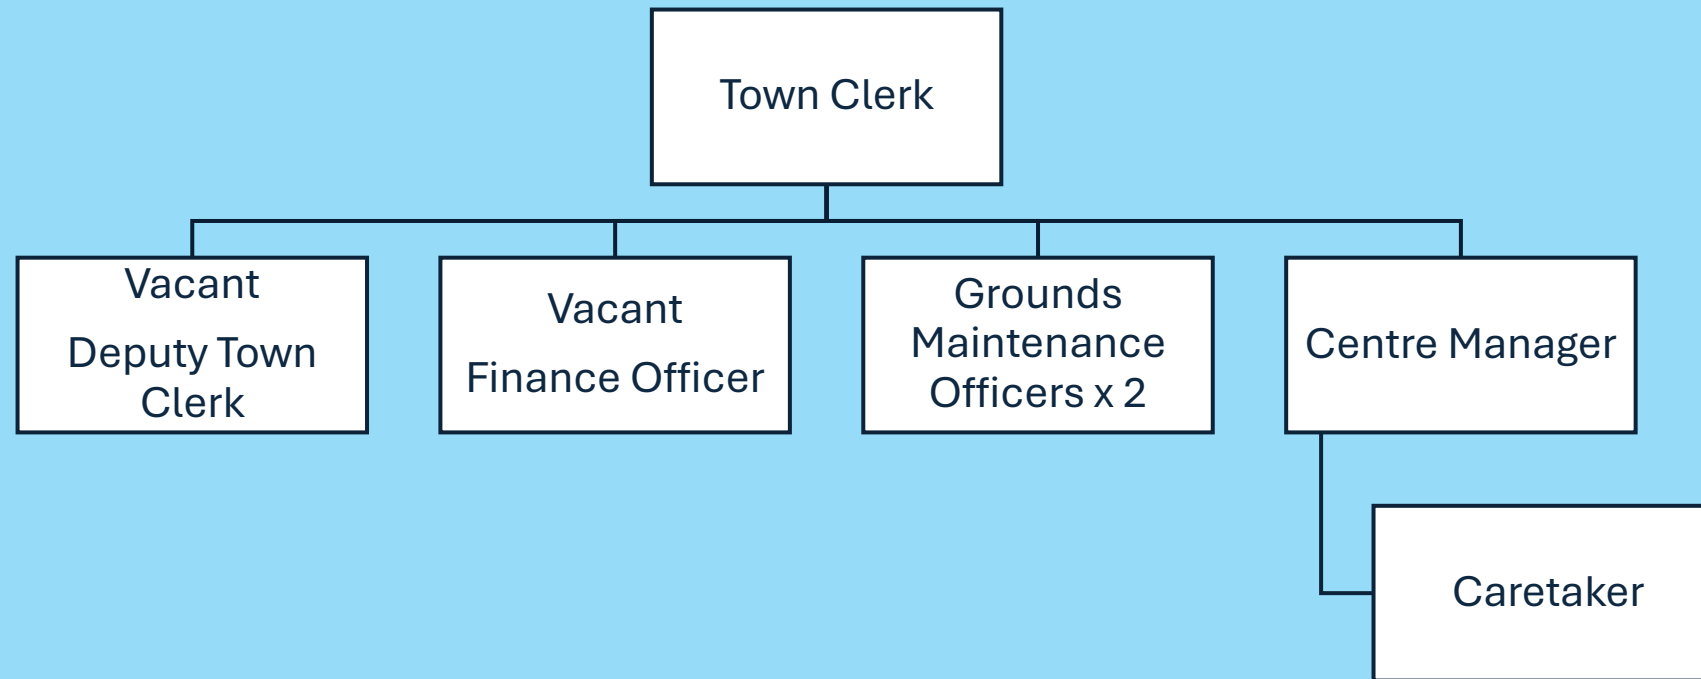 Town Clerk
Vacant
Deputy Town
Clerk
Vacant
Finance Officer
Grounds
Maintenance
Officers x 2
Centre Manager
Caretaker